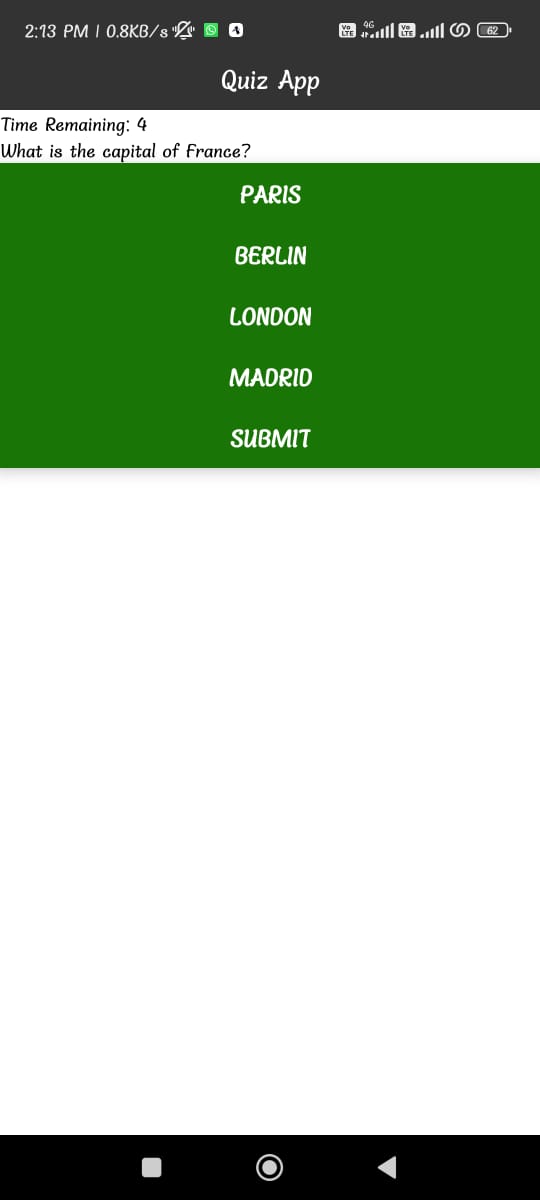 2:13 PM | 0.8KB/s
Vo LTE 4G Vo LTE 62
Quiz App
Time Remaining: 4
What is the capital of France?
PARIS
BERLIN
LONDON
MADRID
SUBMIT